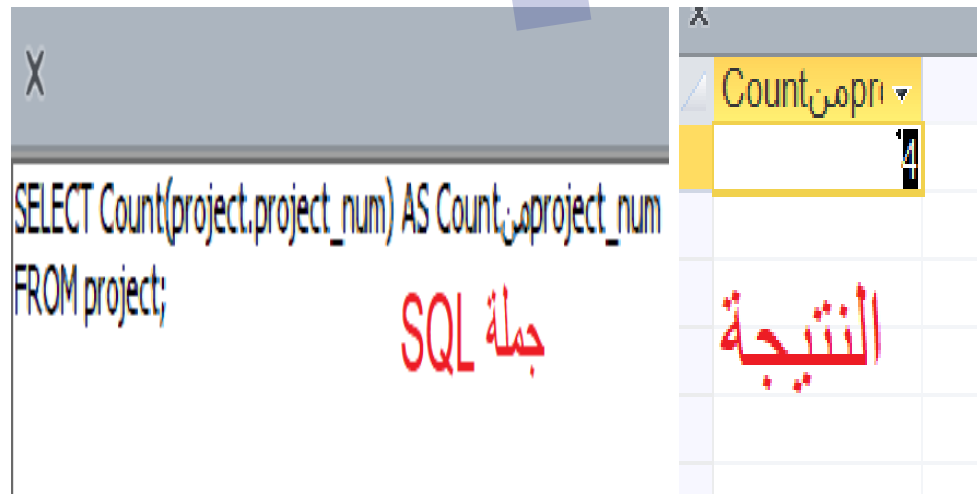 X
SELECT Count(project.project_num) AS Countمنproject_num
FROM project;
جملة SQL
X
Countمنpr
4
النتيجة